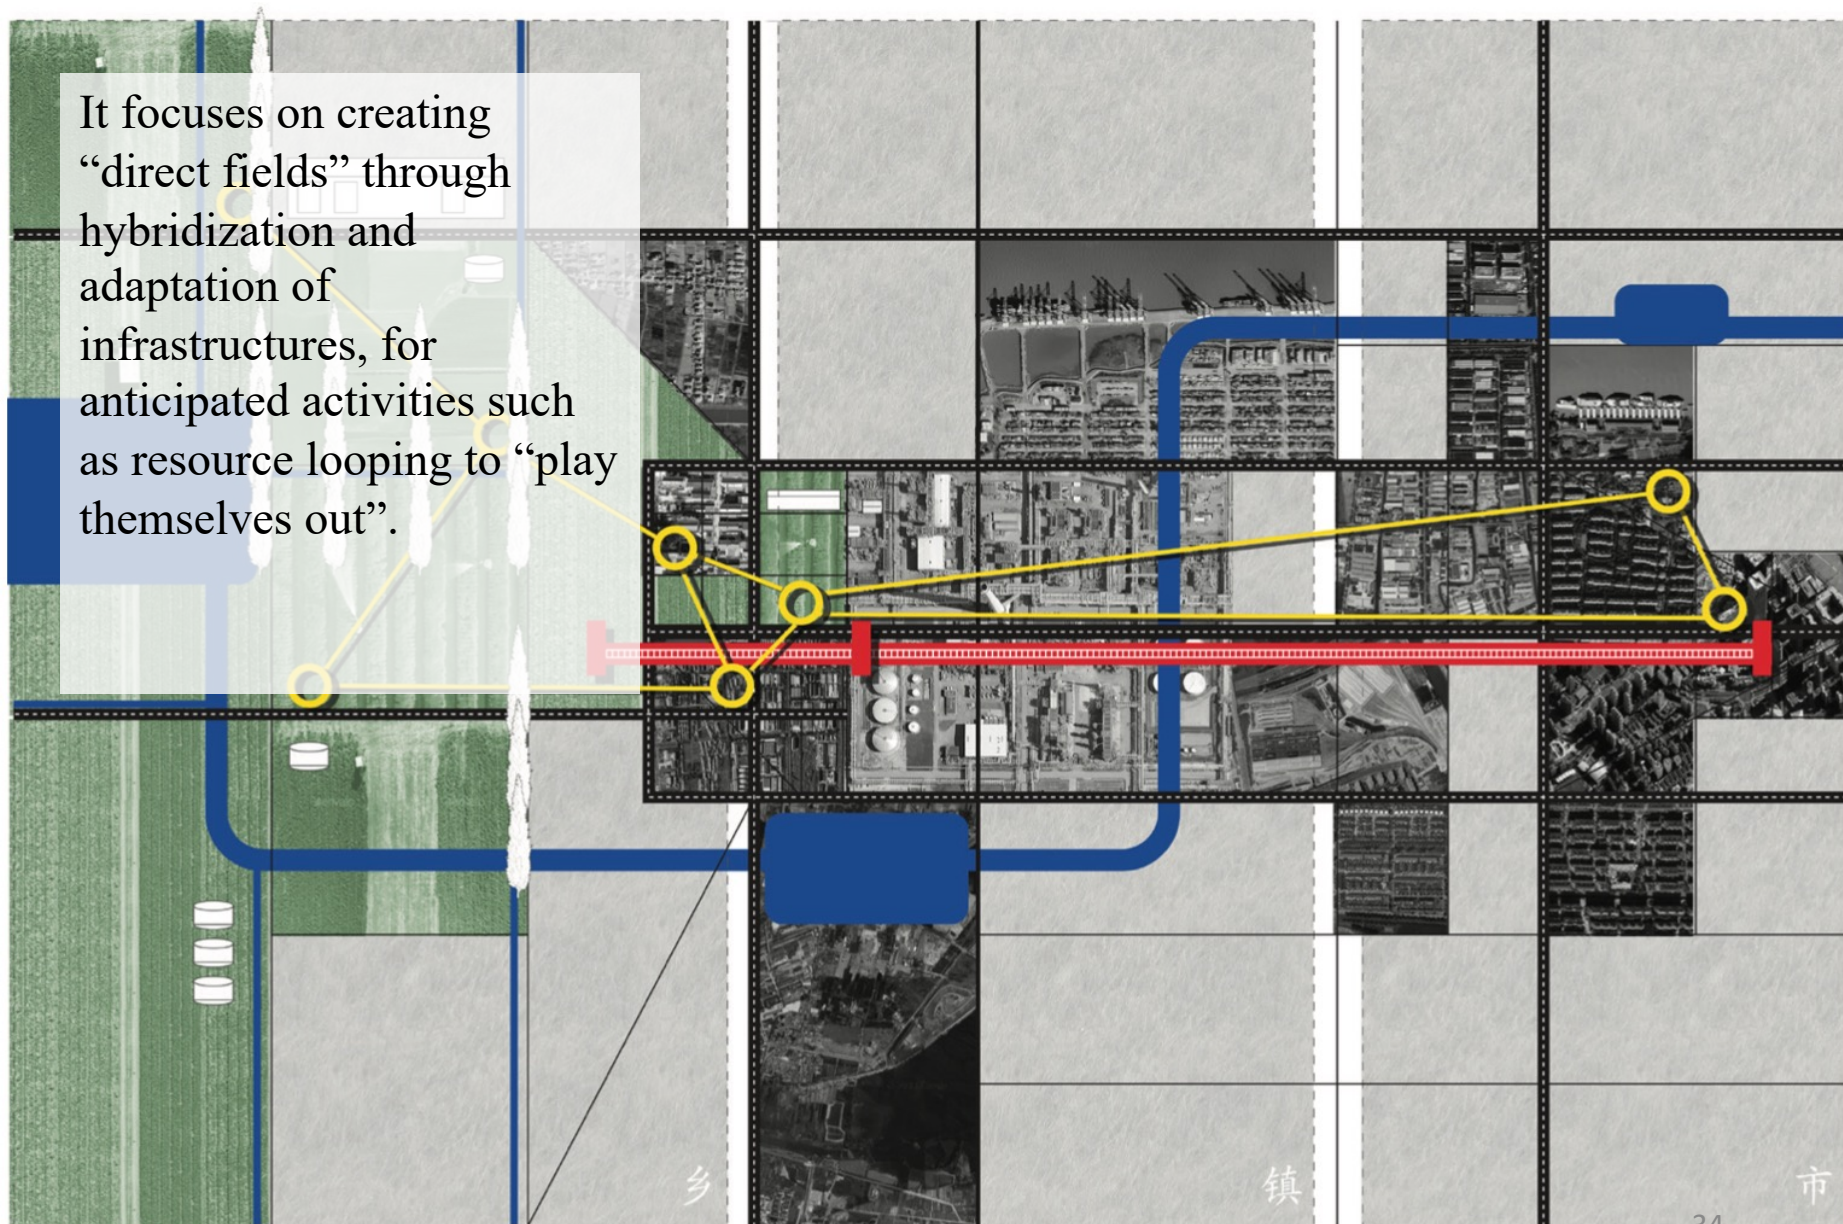 It focuses on creating
“direct fields” through
hybridization and
adaptation of
infrastructures, for
anticipated activities such
as resource looping to “play
themselves out”.
乡
镇
市